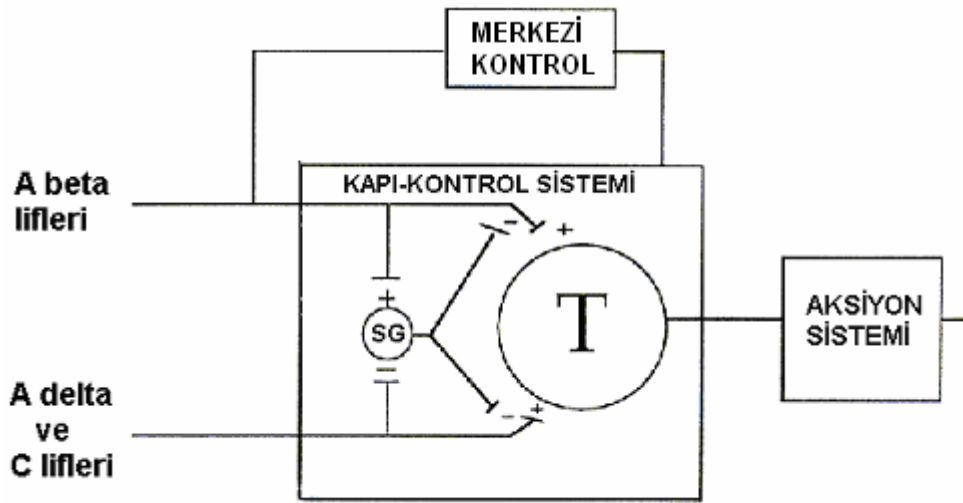 MERKEZİ
KONTROL
A beta
lifleri
KAPI-KONTROL SİSTEMİ
- +
+
SG
T
AKSİYON
SİSTEMİ
- +
A delta
ve
C lifleri